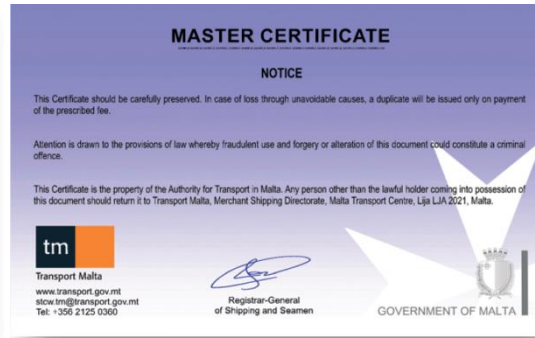 MASTER CERTIFICATE
NOTICE
This Certificate should be carefully preserved. In case of loss through unavoidable causes, a duplicate will be issued only on payment
of the prescribed fee.
Attention is drawn to the provisions of law whereby fraudulent use and forgery or alteration of this document could constitute a criminal
offence.
This Certificate is the property of the Authority for Transport in Malta. Any person other than the lawful holder coming into possession of
this document should return it to Transport Malta, Merchant Shipping Directorate, Malta Transport Centre, Lija LJA 2021, Malta.
tm
Transport Malta
www.transport.gov.mt
stcw.tm@transport.gov.mt
Tel: +356 2125 0360
Registrar-General
of Shipping and Seamen
GOVERNMENT OF MALTA